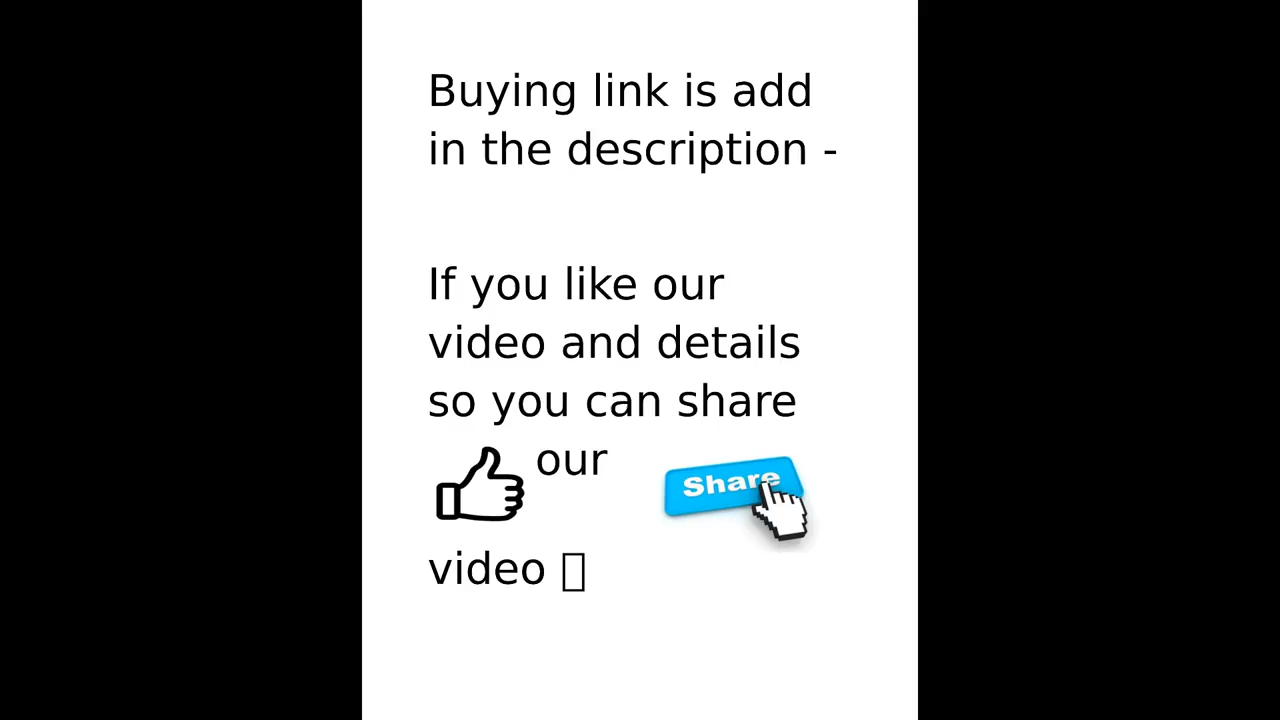 Buying link is add
in the description -
If you like our
video and details
so you can share
our
Share
video